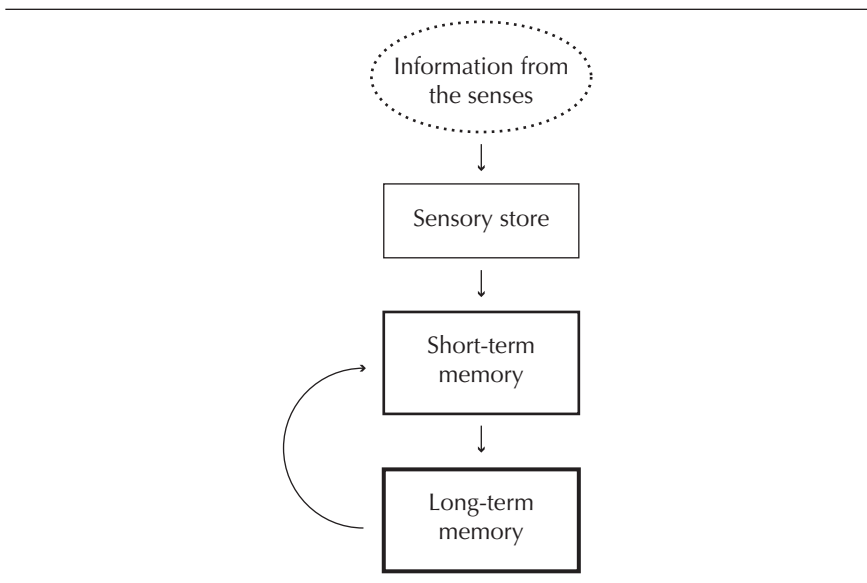 Information from
the senses
Sensory store
Short-term
memory
Long-term
memory